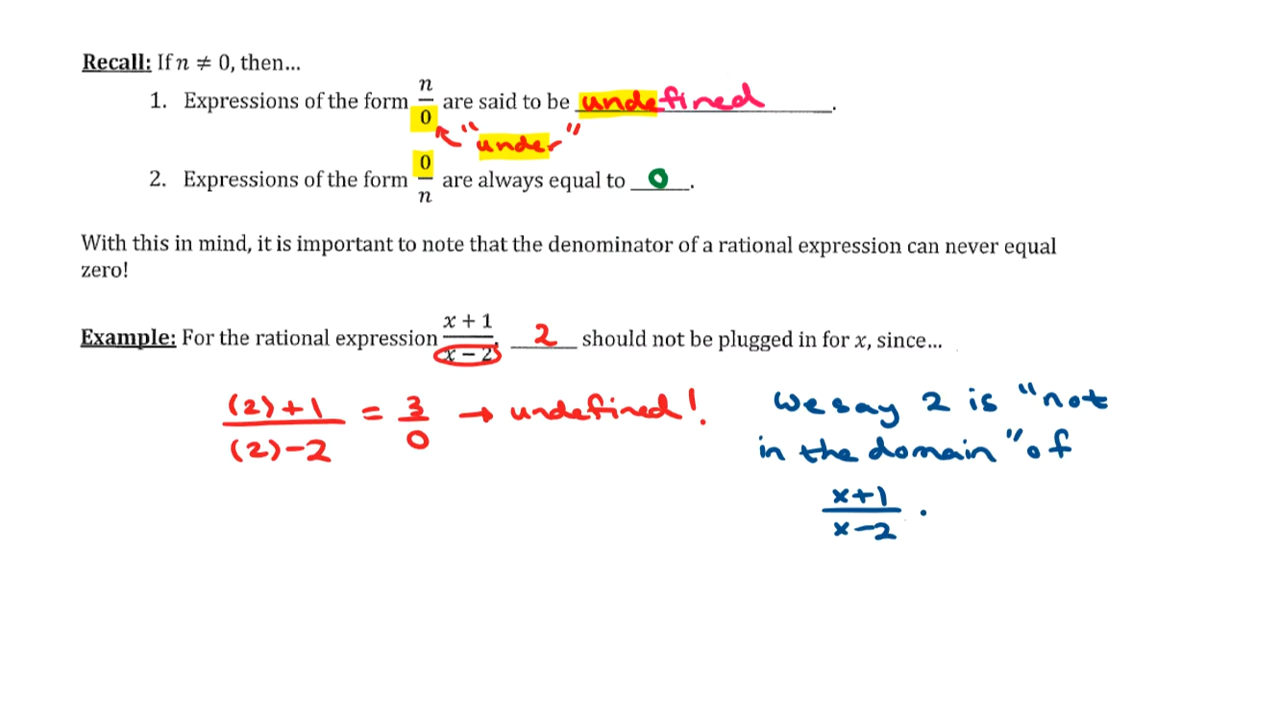 Recall: If n ≠ 0, then...
1. Expressions of the form n/0 are said to be undefined.
"under"
2. Expressions of the form 0/n are always equal to 0.
With this in mind, it is important to note that the denominator of a rational expression can never equal
zero!
Example: For the rational expression (x + 1)/(x − 2), 2 should not be plugged in for x, since...
((2)+1)/((2)-2) = 3/0 → undefined!
We say 2 is "not
in the domain" of
(x+1)/(x-2).